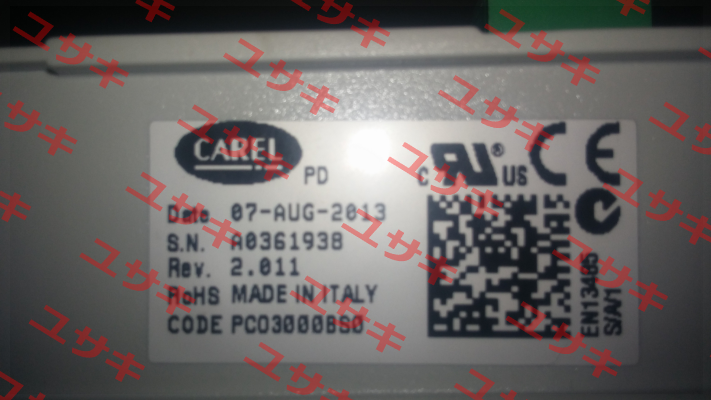 CAREL
PD
c UL® US CE
Date. 07-AUG-2013
S.N. A0361938
Rev. 2.011
RoHS MADE IN ITALY
CODE PCO3000BS0
EN13485
S/A/1
ユサキ